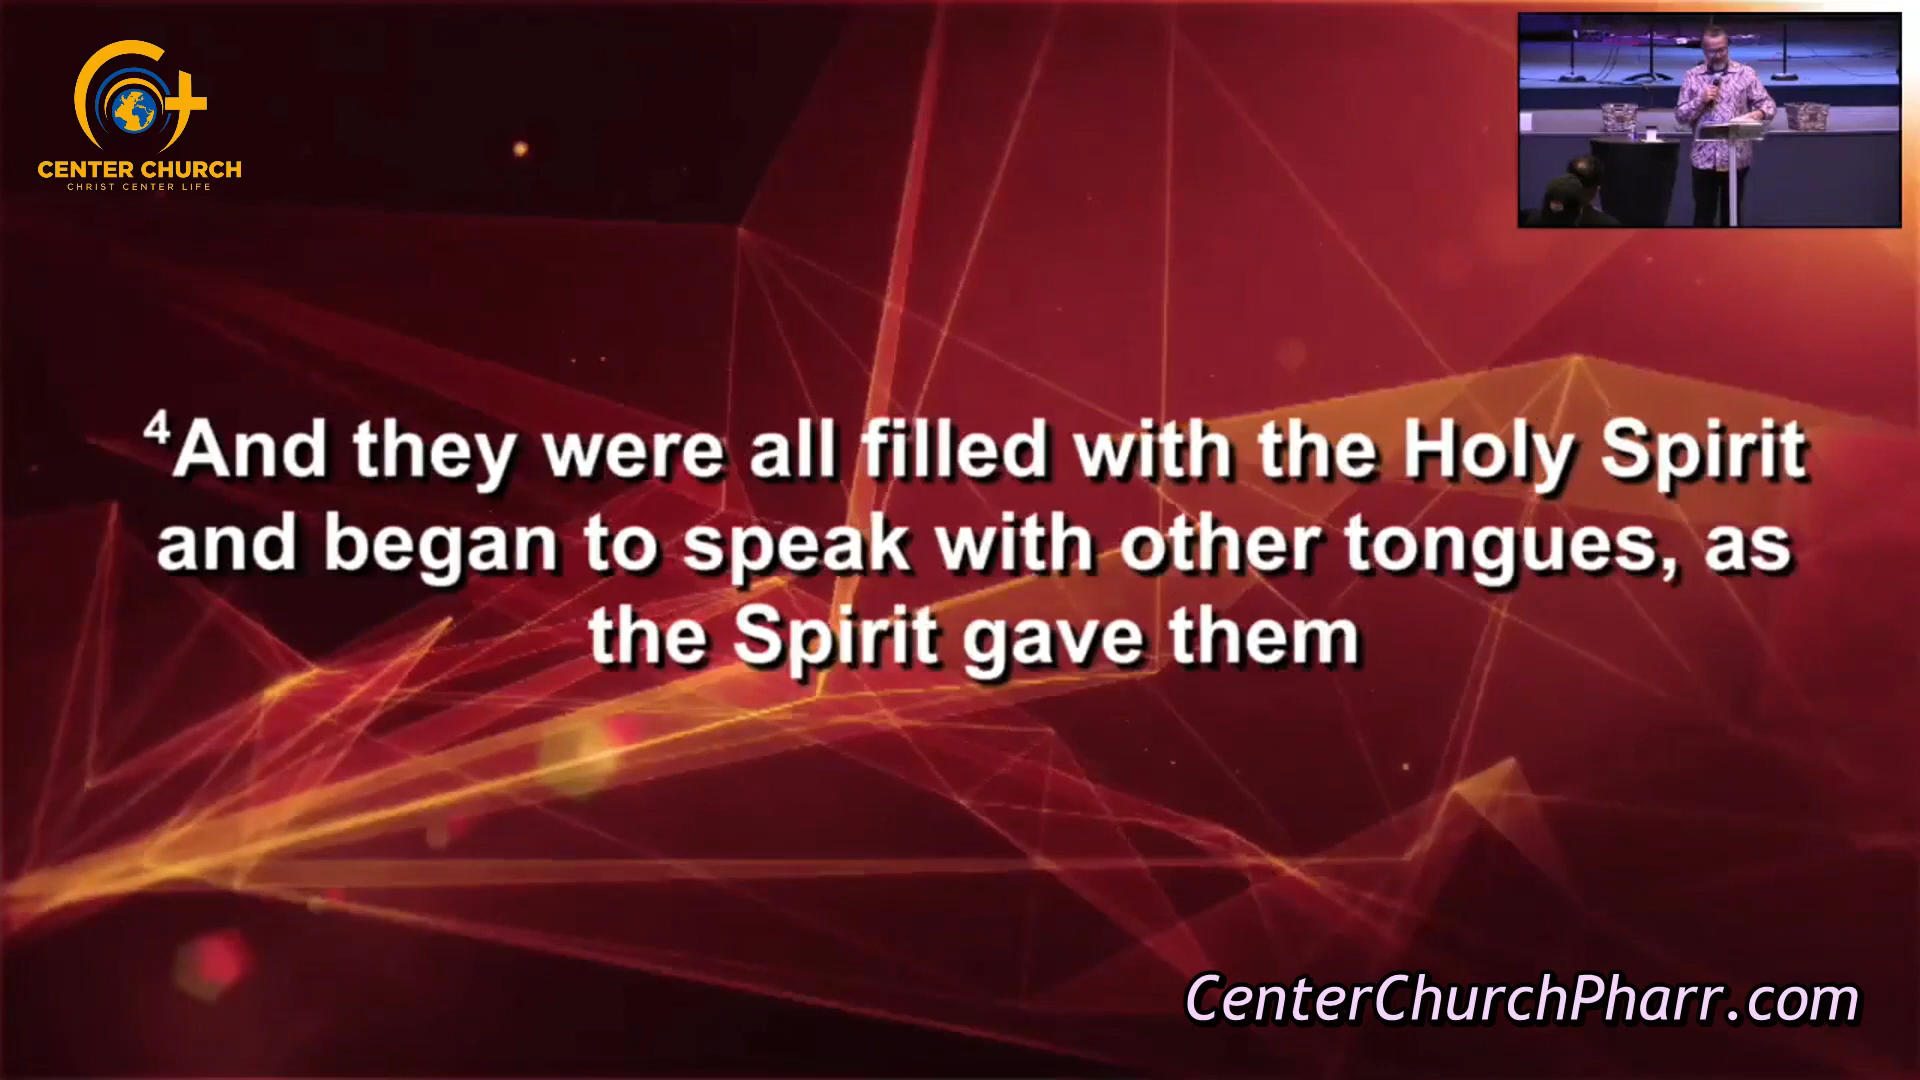 CENTER CHURCH
CHRIST CENTER LIFE
4And they were all filled with the Holy Spirit
and began to speak with other tongues, as
the Spirit gave them
CenterChurchPharr.com